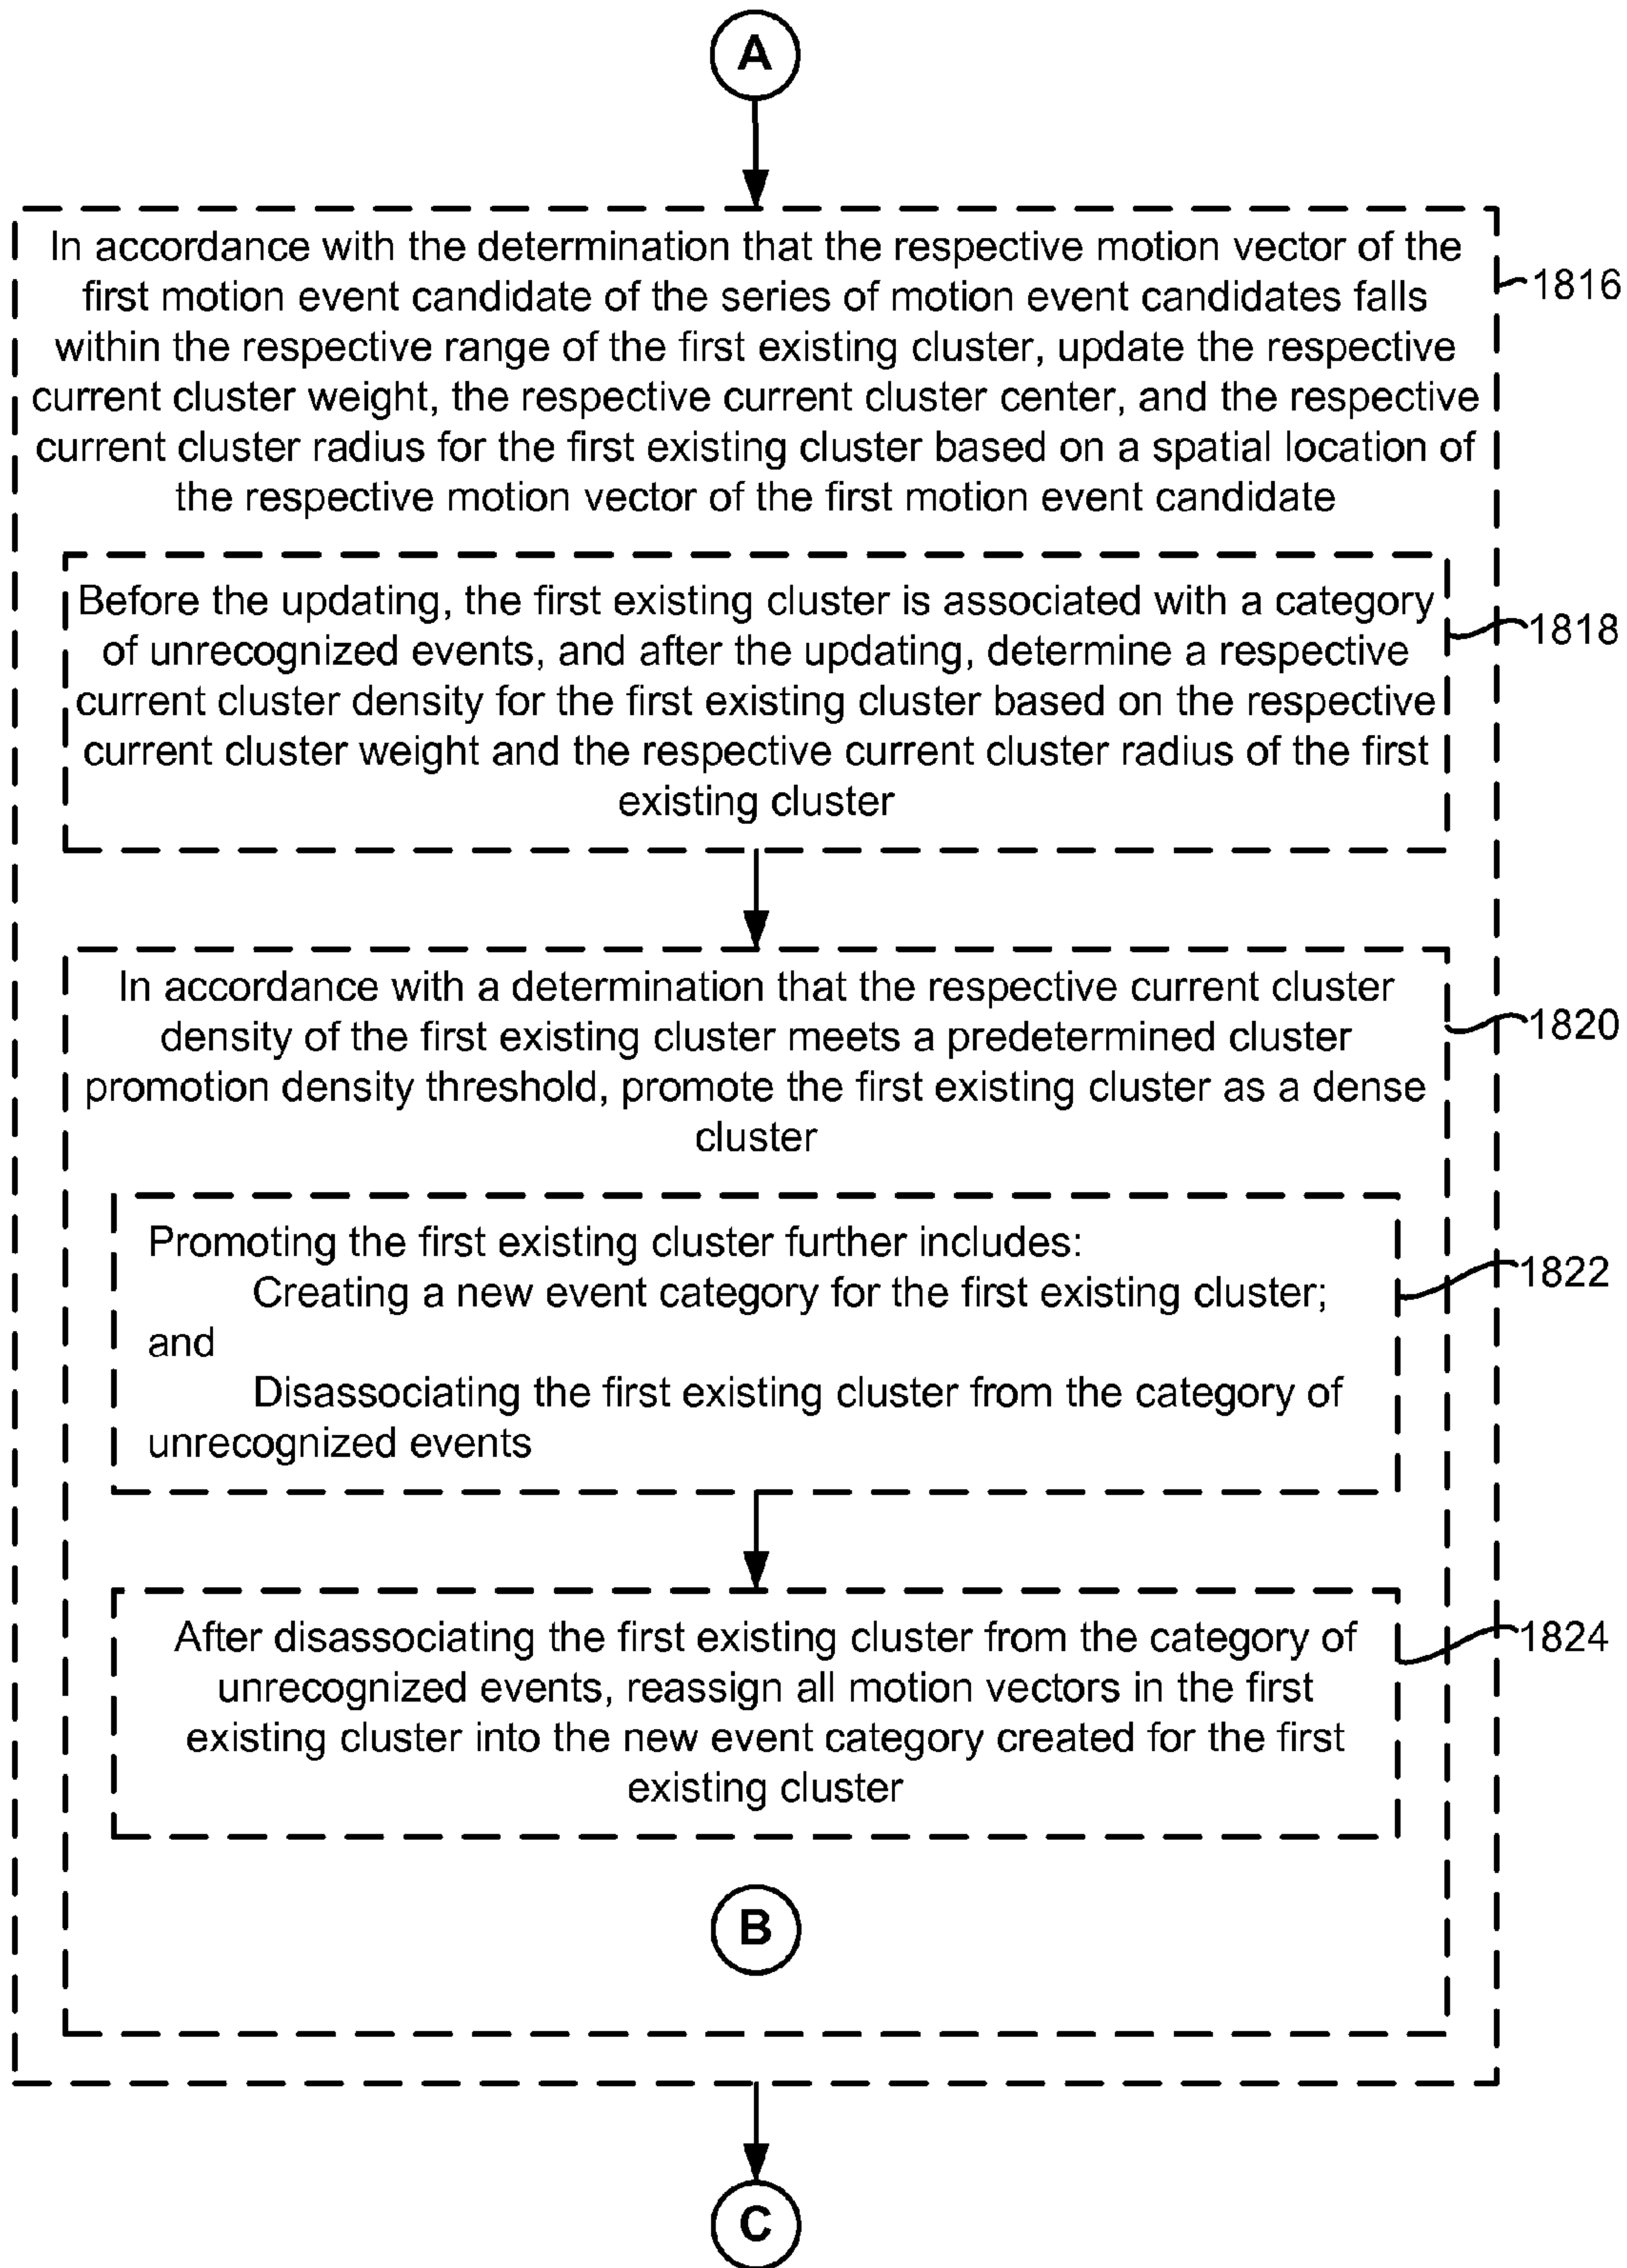 A
In accordance with the determination that the respective motion vector of the
first motion event candidate of the series of motion event candidates falls
within the respective range of the first existing cluster, update the respective
current cluster weight, the respective current cluster center, and the respective
current cluster radius for the first existing cluster based on a spatial location of
the respective motion vector of the first motion event candidate
1816
Before the updating, the first existing cluster is associated with a category
of unrecognized events, and after the updating, determine a respective
current cluster density for the first existing cluster based on the respective
current cluster weight and the respective current cluster radius of the first
existing cluster
1818
In accordance with a determination that the respective current cluster
density of the first existing cluster meets a predetermined cluster
promotion density threshold, promote the first existing cluster as a dense
cluster
1820
Promoting the first existing cluster further includes:
Creating a new event category for the first existing cluster;
and
Disassociating the first existing cluster from the category of
unrecognized events
1822
After disassociating the first existing cluster from the category of
unrecognized events, reassign all motion vectors in the first
existing cluster into the new event category created for the first
existing cluster
1824
B
C